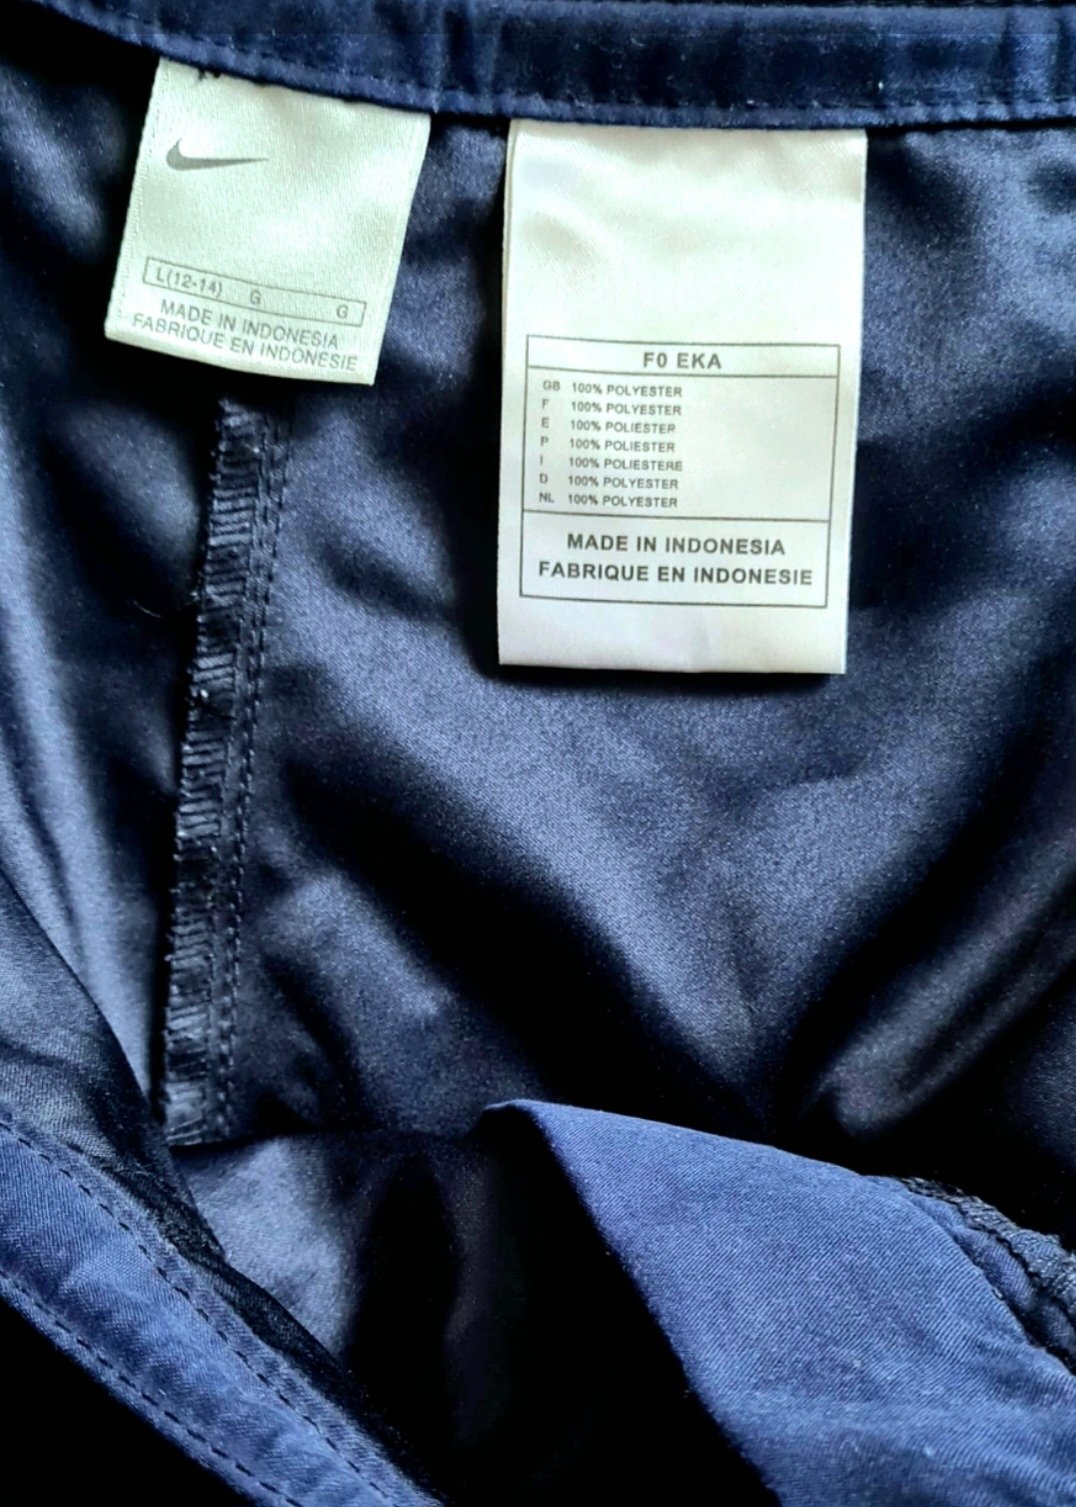 L(12-14) G G
MADE IN INDONESIA
FABRIQUE EN INDONESIE
F0 EKA
GB 100% POLYESTER
F 100% POLYESTER
E 100% POLIESTER
P 100% POLIESTER
I 100% POLIESTERE
D 100% POLYESTER
NL 100% POLYESTER
MADE IN INDONESIA
FABRIQUE EN INDONESIE